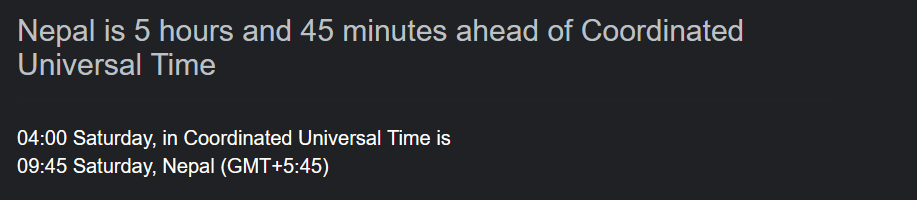 Nepal is 5 hours and 45 minutes ahead of Coordinated
Universal Time
04:00 Saturday, in Coordinated Universal Time is
09:45 Saturday, Nepal (GMT+5:45)